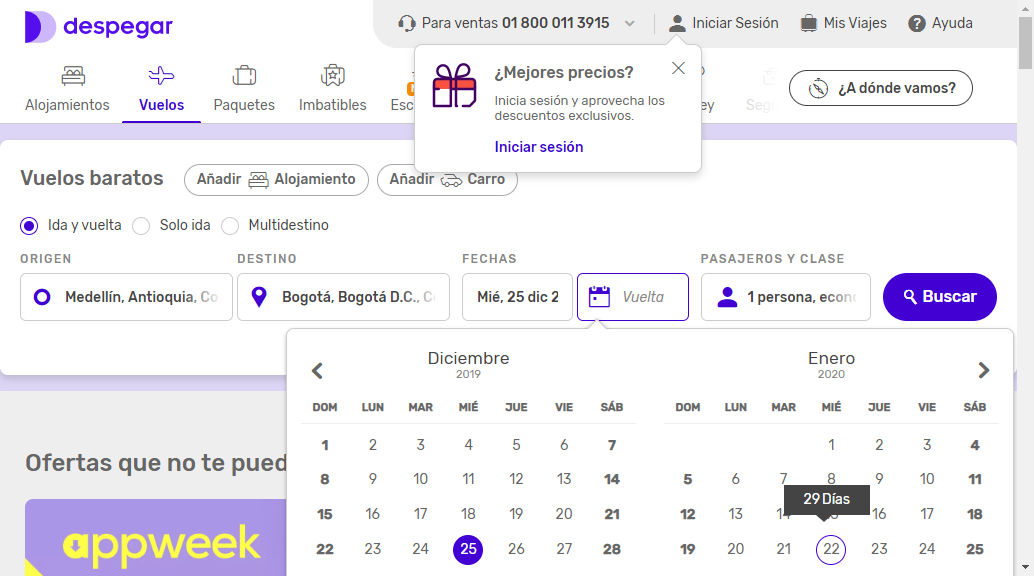 despegar
Para ventas 01 800 011 3915
Iniciar Sesión
Mis Viajes
Ayuda
Alojamientos
Vuelos
Paquetes
Imbatibles
¿A dónde vamos?
¿Mejores precios?
Inicia sesión y aprovecha los
descuentos exclusivos.
Iniciar sesión
Vuelos baratos
Añadir Alojamiento
Añadir Carro
Ida y vuelta
Solo ida
Multidestino
ORIGEN
DESTINO
FECHAS
PASAJEROS Y CLASE
Medellín, Antioquia, Co
Bogotá, Bogotá D.C., C
Mié, 25 dic 2
Vuelta
1 persona, econ
Buscar
Diciembre
2019
DOM LUN MAR MIÉ JUE VIE SÁB
1 2 3 4 5 6 7
8 9 10 11 12 13 14
15 16 17 18 19 20 21
22 23 24 25 26 27 28
Enero
2020
DOM LUN MAR MIÉ JUE VIE SÁB
1 2 3 4
5 6 7 8 9 10 11
29 Días
12 13 14 15 16 17 18
19 20 21 22 23 24 25
Ofertas que no te pued
appweek